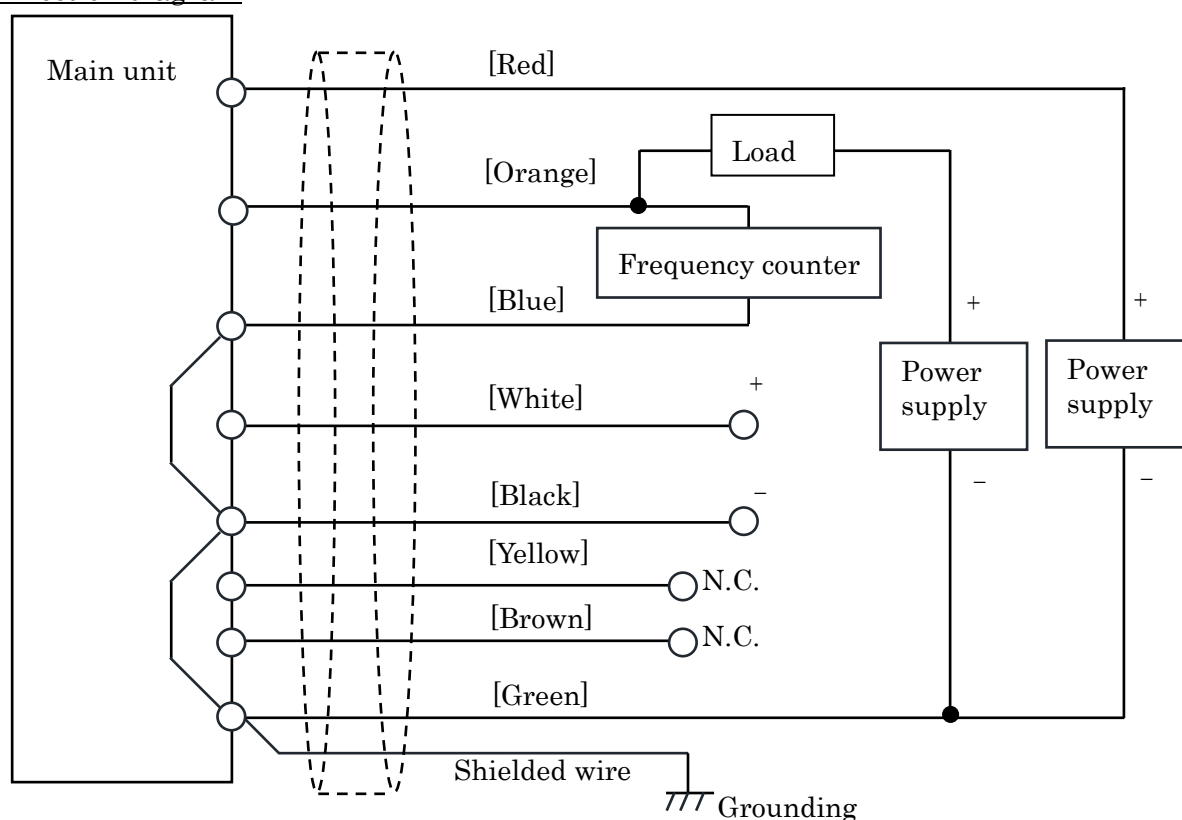 Main unit
[Red]
Load
[Orange]
Frequency counter
[Blue]
+
+
Power
supply
Power
supply
[White]
+
−
−
[Black]
−
[Yellow]
N.C.
[Brown]
N.C.
[Green]
Shielded wire
Grounding